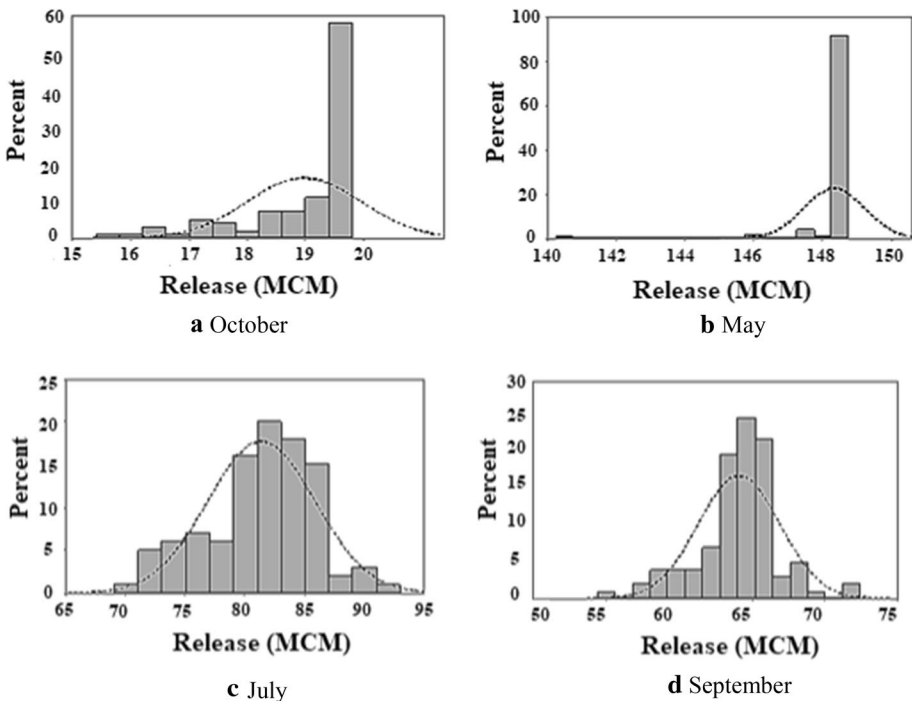 60
50
40
30
20
10
0
Percent
15 16 17 18 19 20
Release (MCM)
a October
100
80
60
40
20
0
Percent
140 142 144 146 148 150
Release (MCM)
b May
25
20
15
10
5
0
Percent
65 70 75 80 85 90 95
Release (MCM)
c July
30
25
20
15
10
5
0
Percent
50 55 60 65 70 75
Release (MCM)
d September